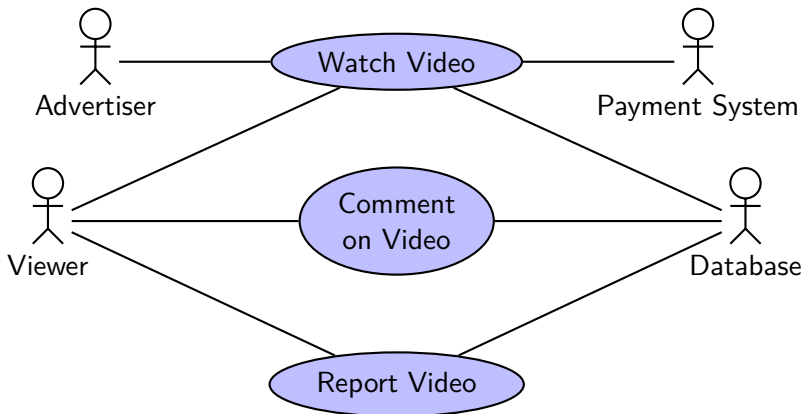 Watch Video
Advertiser
Payment System
Comment
on Video
Viewer
Database
Report Video